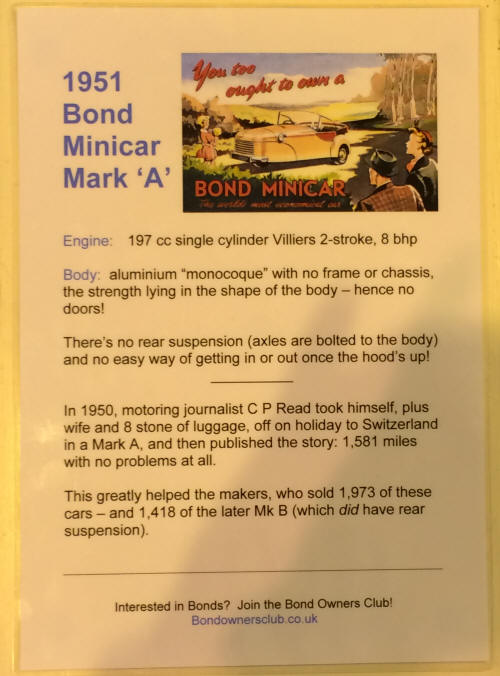 1951
Bond
Minicar
Mark ‘A’
You too
ought to own a
BOND MINICAR
The world's most economical car
Engine: 197 cc single cylinder Villiers 2-stroke, 8 bhp
Body: aluminium “monocoque” with no frame or chassis,
the strength lying in the shape of the body – hence no
doors!
There’s no rear suspension (axles are bolted to the body)
and no easy way of getting in or out once the hood’s up!
In 1950, motoring journalist C P Read took himself, plus
wife and 8 stone of luggage, off on holiday to Switzerland
in a Mark A, and then published the story: 1,581 miles
with no problems at all.
This greatly helped the makers, who sold 1,973 of these
cars – and 1,418 of the later Mk B (which did have rear
suspension).
Interested in Bonds? Join the Bond Owners Club!
Bondownersclub.co.uk